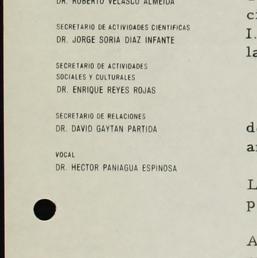 DR. ROBERTO VELASCO ALMEIDA
SECRETARIO DE ACTIVIDADES CIENTIFICAS
DR. JORGE SORIA DIAZ INFANTE
SECRETARIO DE ACTIVIDADES
SOCIALES Y CULTURALES
DR. ENRIQUE REYES ROJAS
SECRETARIO DE RELACIONES
DR. DAVID GAYTAN PARTIDA
VOCAL
DR. HECTOR PANIAGUA ESPINOSA
I.
la
L
p
A